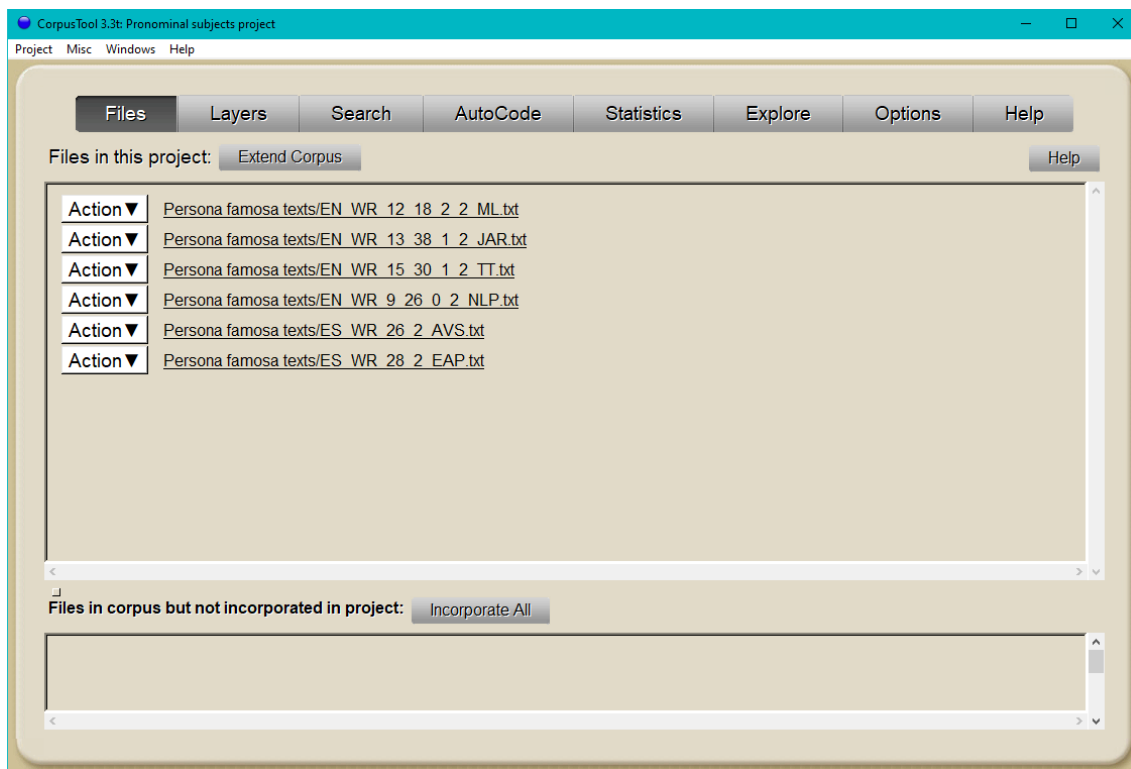 CorpusTool 3.3t: Pronominal subjects project
Project Misc Windows Help
Files Layers Search AutoCode Statistics Explore Options Help
Files in this project: Extend Corpus Help
Action▼ Persona famosa texts/EN_WR_12_18_2_2_ML.txt
Action▼ Persona famosa texts/EN_WR_13_38_1_2_JAR.txt
Action▼ Persona famosa texts/EN_WR_15_30_1_2_TT.txt
Action▼ Persona famosa texts/EN_WR_9_26_0_2_NLP.txt
Action▼ Persona famosa texts/ES_WR_26_2_AVS.txt
Action▼ Persona famosa texts/ES_WR_28_2_EAP.txt
Files in corpus but not incorporated in project: Incorporate All